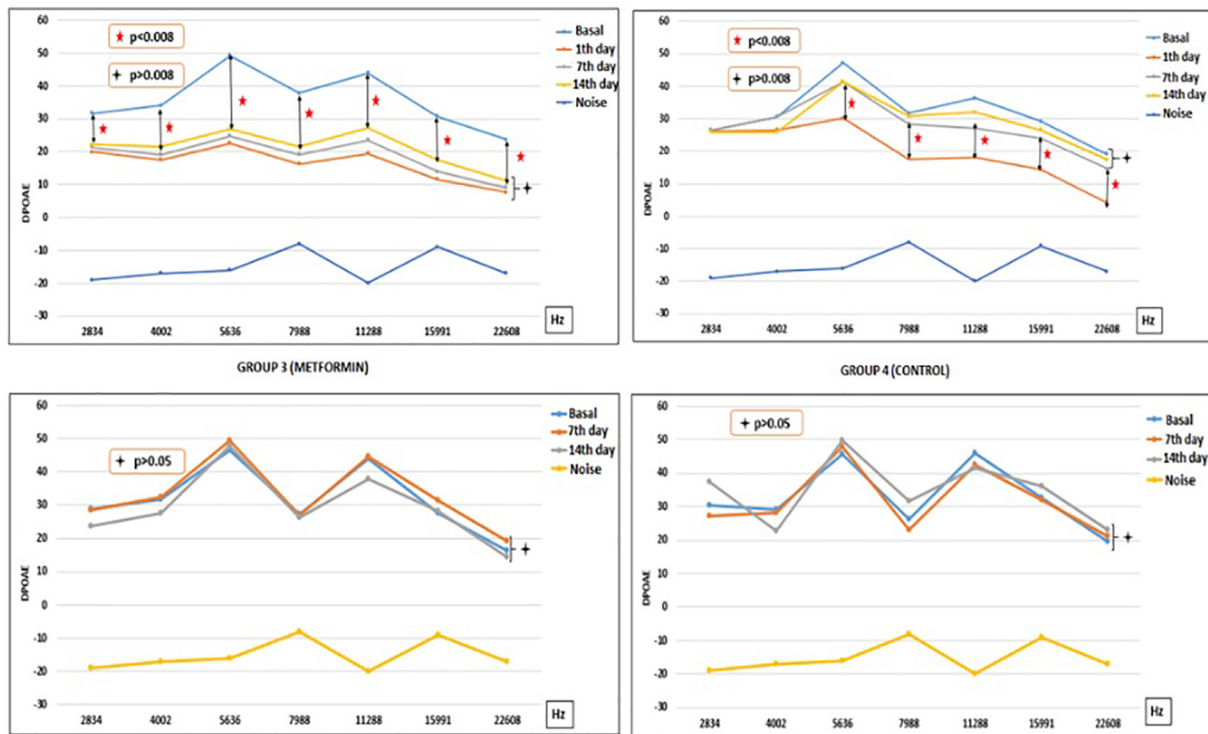 60
50
40
30
20
10
0
-10
-20
-30
DPOAE
p<0.008
p>0.008
Basal
1th day
7th day
14th day
Noise
2834 4002 5636 7988 11288 15991 22608
Hz
60
50
40
30
20
10
0
-10
-20
-30
DPOAE
p<0.008
p>0.008
Basal
1th day
7th day
14th day
Noise
2834 4002 5636 7988 11288 15991 22608
Hz
GROUP 3 (METFORMIN)
60
50
40
30
20
10
0
-10
-20
-30
DPOAE
p>0.05
Basal
7th day
14th day
Noise
2834 4002 5636 7988 11288 15991 22608
Hz
GROUP 4 (CONTROL)
60
50
40
30
20
10
0
-10
-20
-30
DPOAE
p>0.05
Basal
7th day
14th day
Noise
2834 4002 5636 7988 11288 15991 22608
Hz